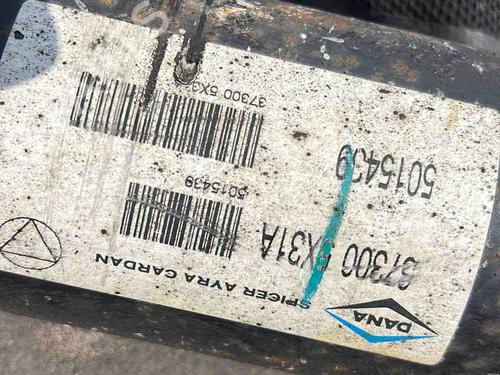 DANA
SPICER AYRA CARDAN
37300 5X31A
5015439
5015439
37300 5X3